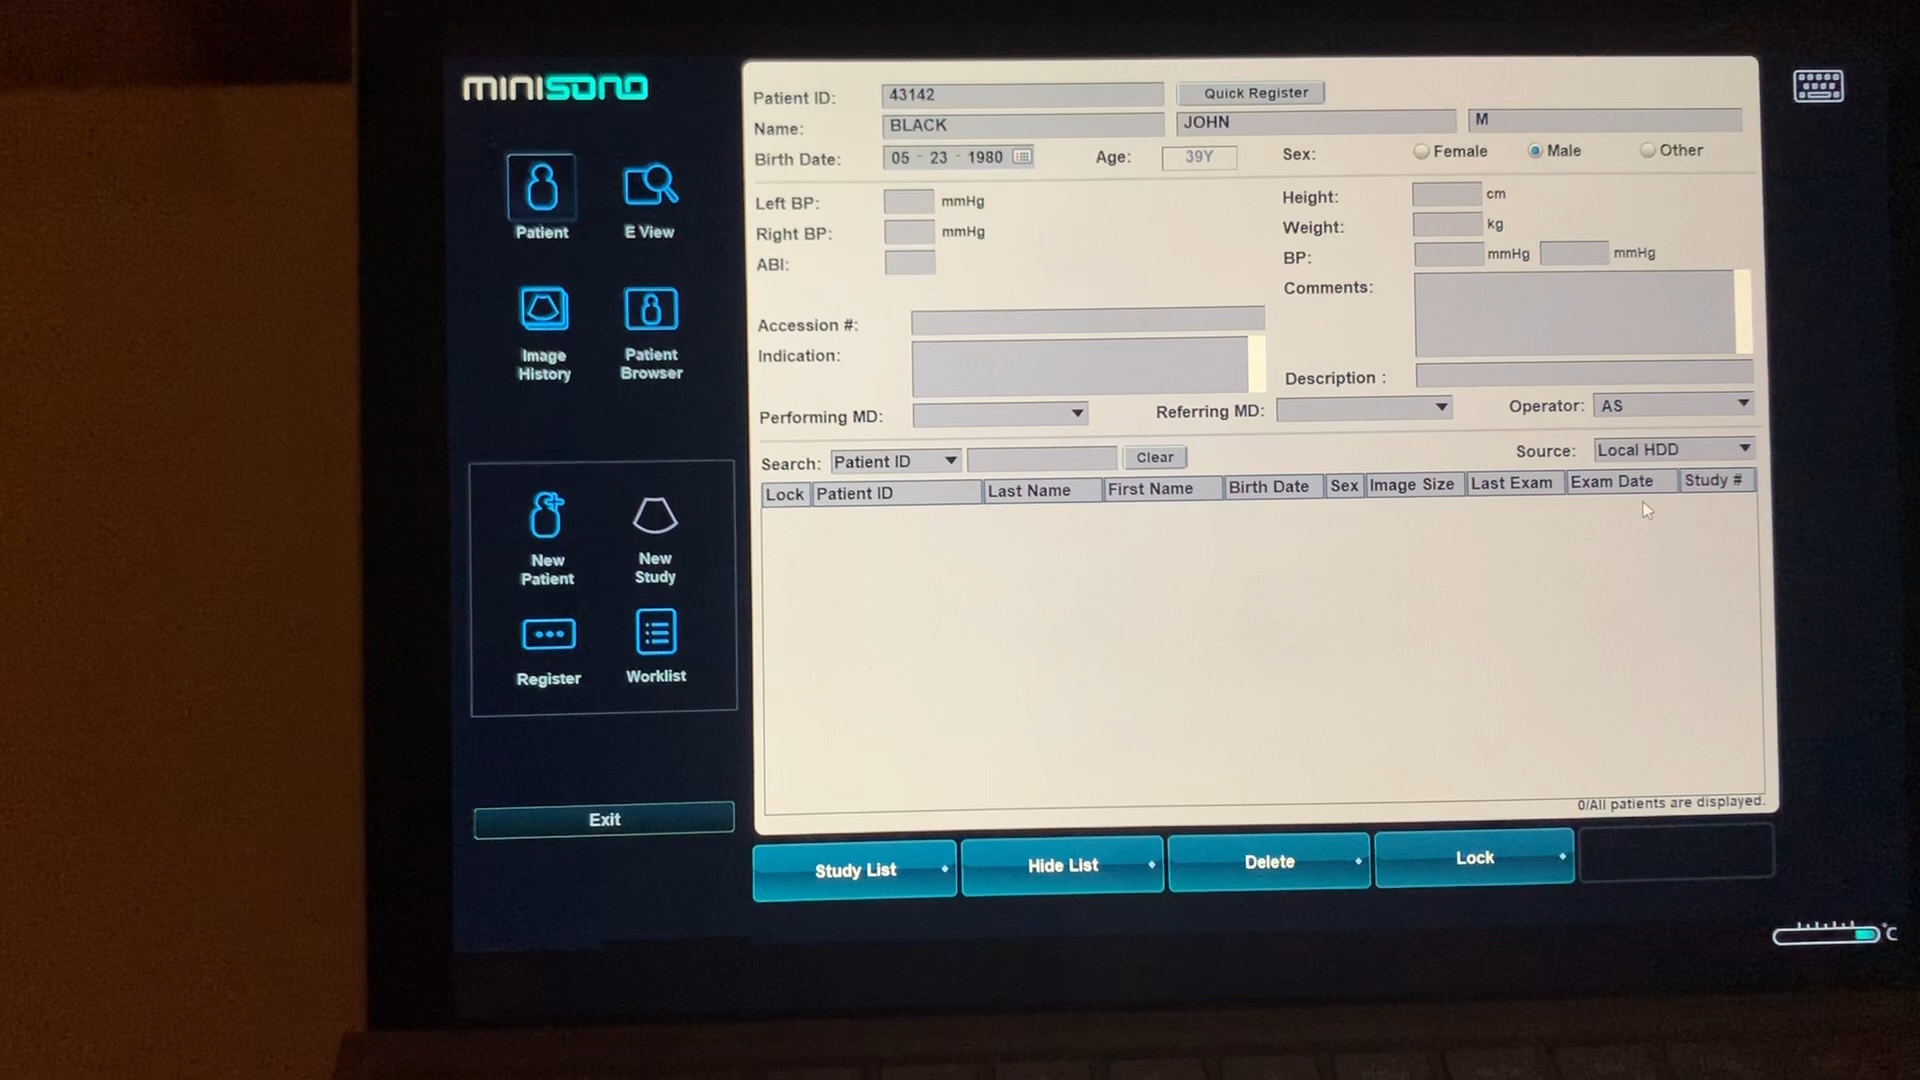 minisono
Patient ID: 43142 Quick Register
Name: BLACK JOHN M
Birth Date: 05 - 23 - 1980 Age: 39Y Sex: Female Male Other
Left BP: mmHg Height: cm
Right BP: mmHg Weight: kg
ABI: BP: mmHg mmHg
Comments:
Accession #:
Indication:
Description :
Performing MD: Referring MD: Operator: AS
Search: Patient ID Clear Source: Local HDD
Lock Patient ID Last Name First Name Birth Date Sex Image Size Last Exam Exam Date Study #
0/All patients are displayed.
Patient E View
Image History
Patient Browser
New Patient
New Study
Register Worklist
Exit
Study List Hide List Delete Lock
°C